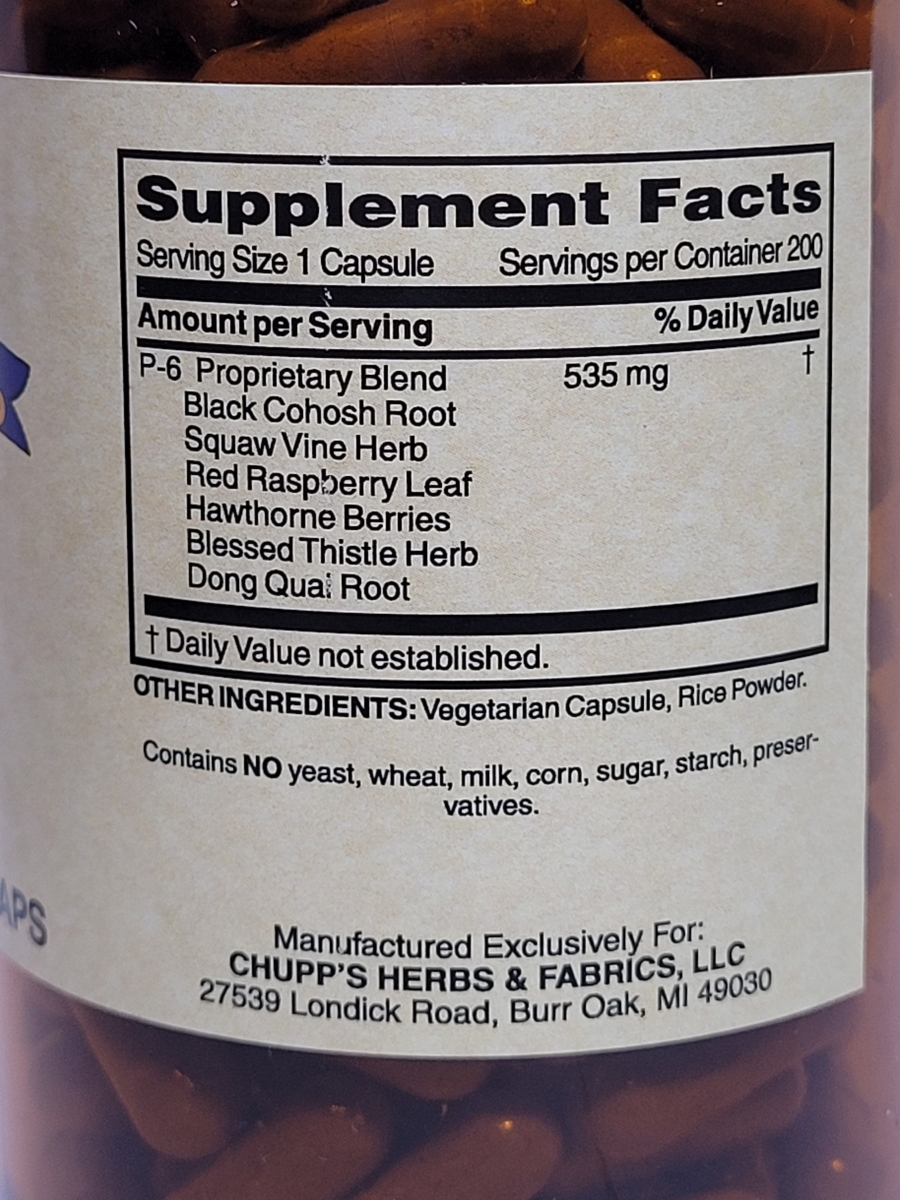 Supplement Facts
Serving Size 1 Capsule Servings per Container 200
Amount per Serving % Daily Value
P-6 Proprietary Blend 535 mg †
Black Cohosh Root
Squaw Vine Herb
Red Raspberry Leaf
Hawthorne Berries
Blessed Thistle Herb
Dong Quai Root
† Daily Value not established.
OTHER INGREDIENTS: Vegetarian Capsule, Rice Powder.
Contains NO yeast, wheat, milk, corn, sugar, starch, preser-
vatives.
APS
Manufactured Exclusively For:
CHUPP'S HERBS & FABRICS, LLC
27539 Londick Road, Burr Oak, MI 49030